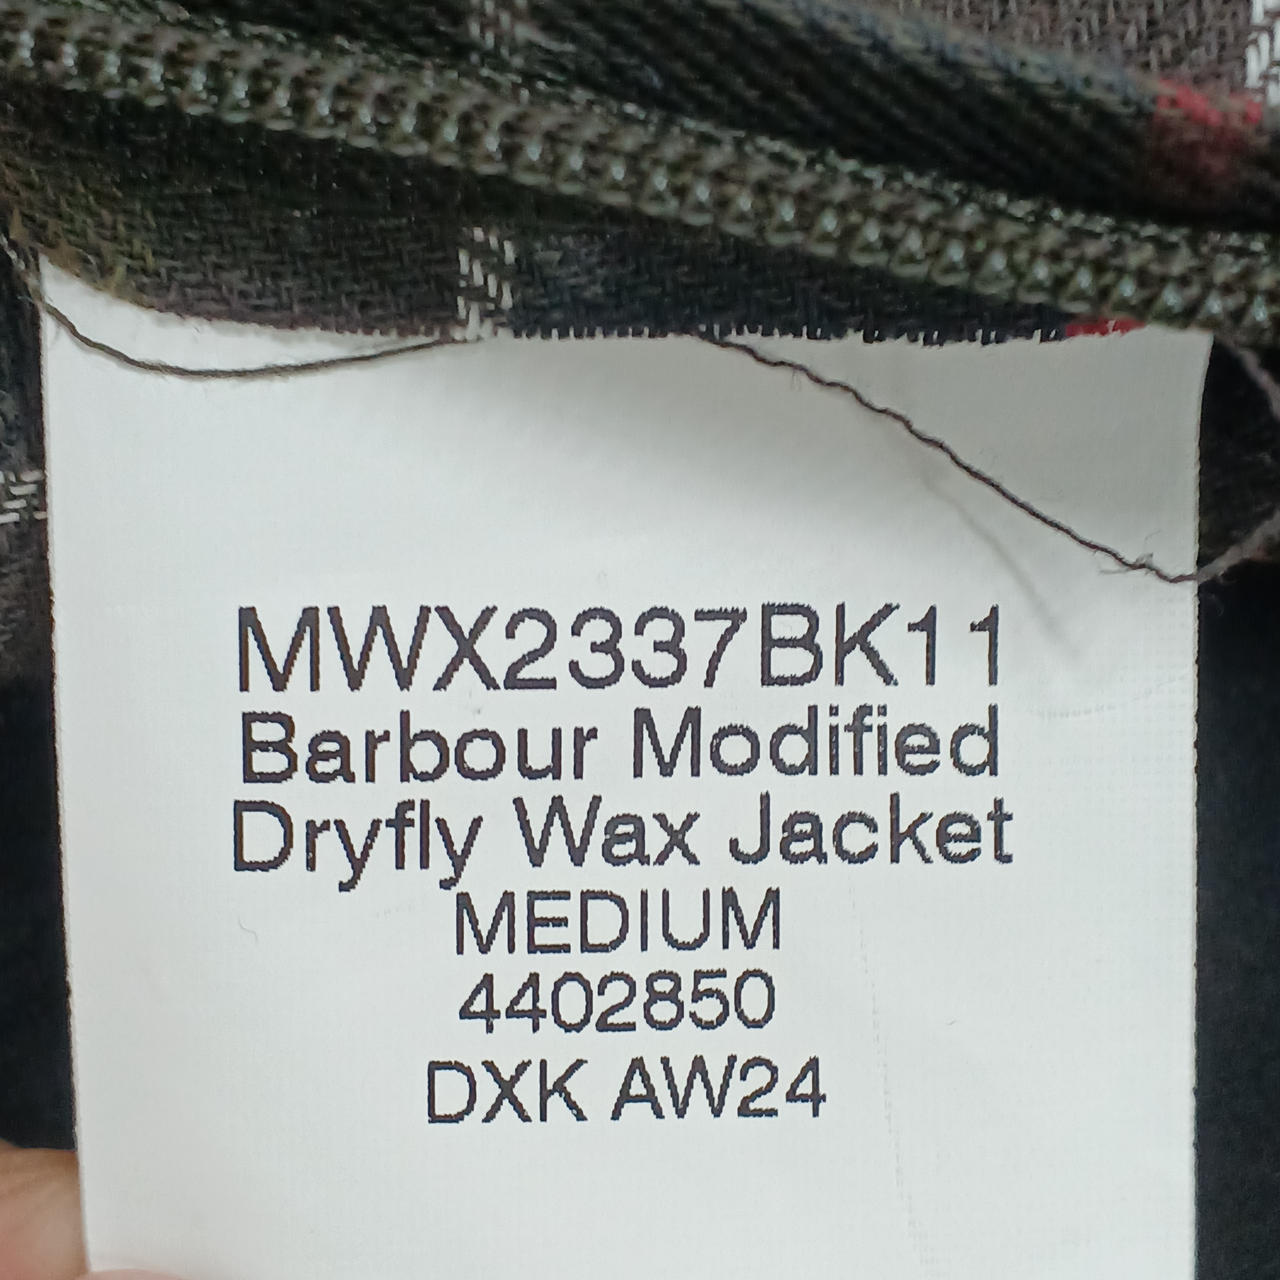 MWX2337BK11
Barbour Modified
Dryfly Wax Jacket
MEDIUM
4402850
DXK AW24